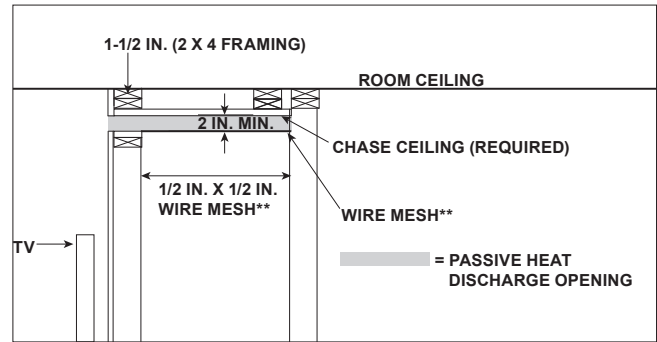 1-1/2 IN. (2 X 4 FRAMING)
ROOM CEILING
2 IN. MIN.
CHASE CEILING (REQUIRED)
1/2 IN. X 1/2 IN.
WIRE MESH**
WIRE MESH**
TV
= PASSIVE HEAT
DISCHARGE OPENING